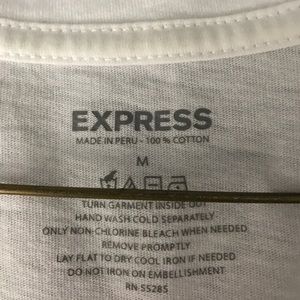 EXPRESS
MADE IN PERU - 100 % COTTON
M
TURN GARMENT INSIDE OUT
HAND WASH COLD SEPARATELY
ONLY NON-CHLORINE BLEACH WHEN NEEDED
REMOVE PROMPTLY
LAY FLAT TO DRY COOL IRON IF NEEDED
DO NOT IRON ON EMBELLISHMENT
RN 55285